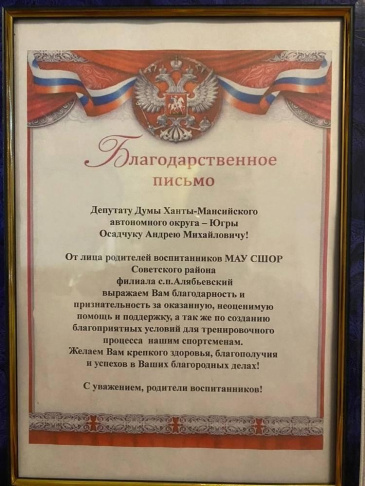 Благодарственное
письмо
Депутату Думы Ханты-Мансийского
автономного округа – Югры
Осадчуку Андрею Михайловичу!
От лица родителей воспитанников МАУ СШОР
Советского района
филиала с.п.Алябьевский
выражаем Вам благодарность и
признательность за оказанную, неоценимую
помощь и поддержку, а так же по созданию
благоприятных условий для тренировочного
процесса нашим спортсменам.
Желаем Вам крепкого здоровья, благополучия
и успехов в Ваших благородных делах!
С уважением, родители воспитанников!